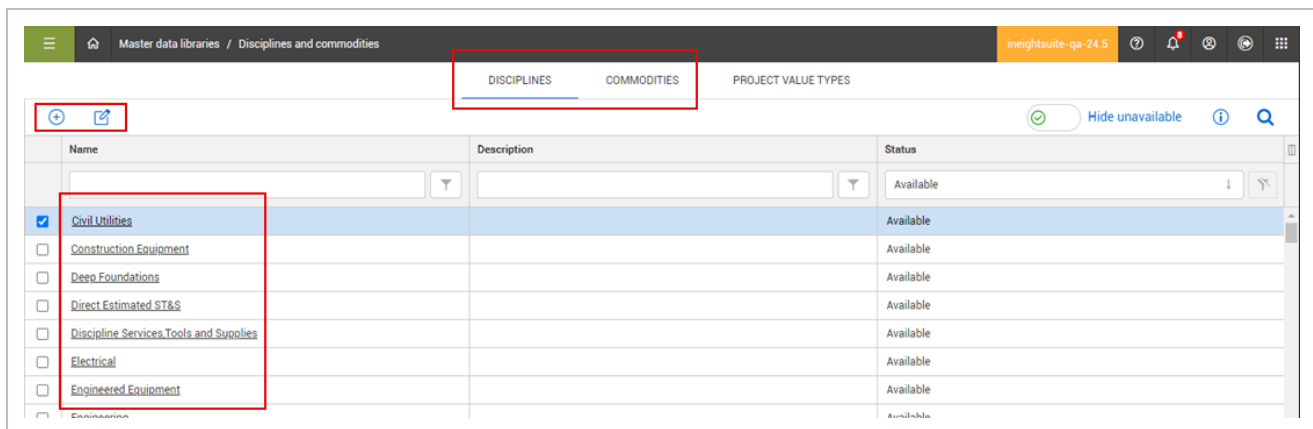 Master data libraries / Disciplines and commodities
ineightsuite-qa-24.5
8
DISCIPLINES COMMODITIES PROJECT VALUE TYPES
Hide unavailable
Name Description Status
Available
Civil Utilities Available
Construction Equipment Available
Deep Foundations Available
Direct Estimated ST&S Available
Discipline Services,Tools and Supplies Available
Electrical Available
Engineered Equipment Available
Engineering Available